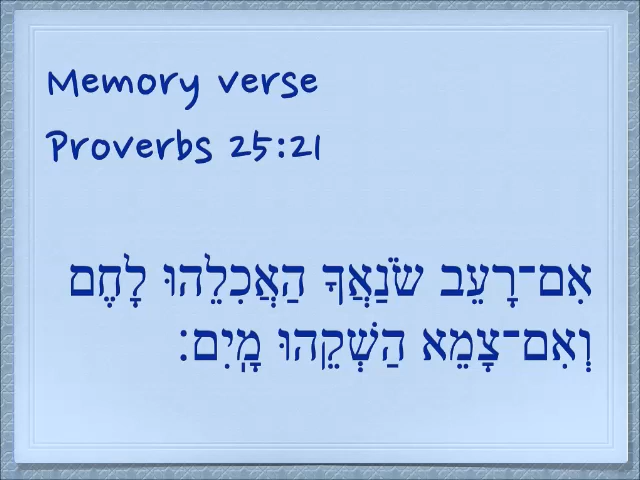 Memory verse
Proverbs 25:21
אִם־רָעֵב שֹׂנַאֲךָ הַאֲכִלֵהוּ לָחֶם
וְאִם־צָמֵא הַשְׁקֵהוּ מָֽיִם׃